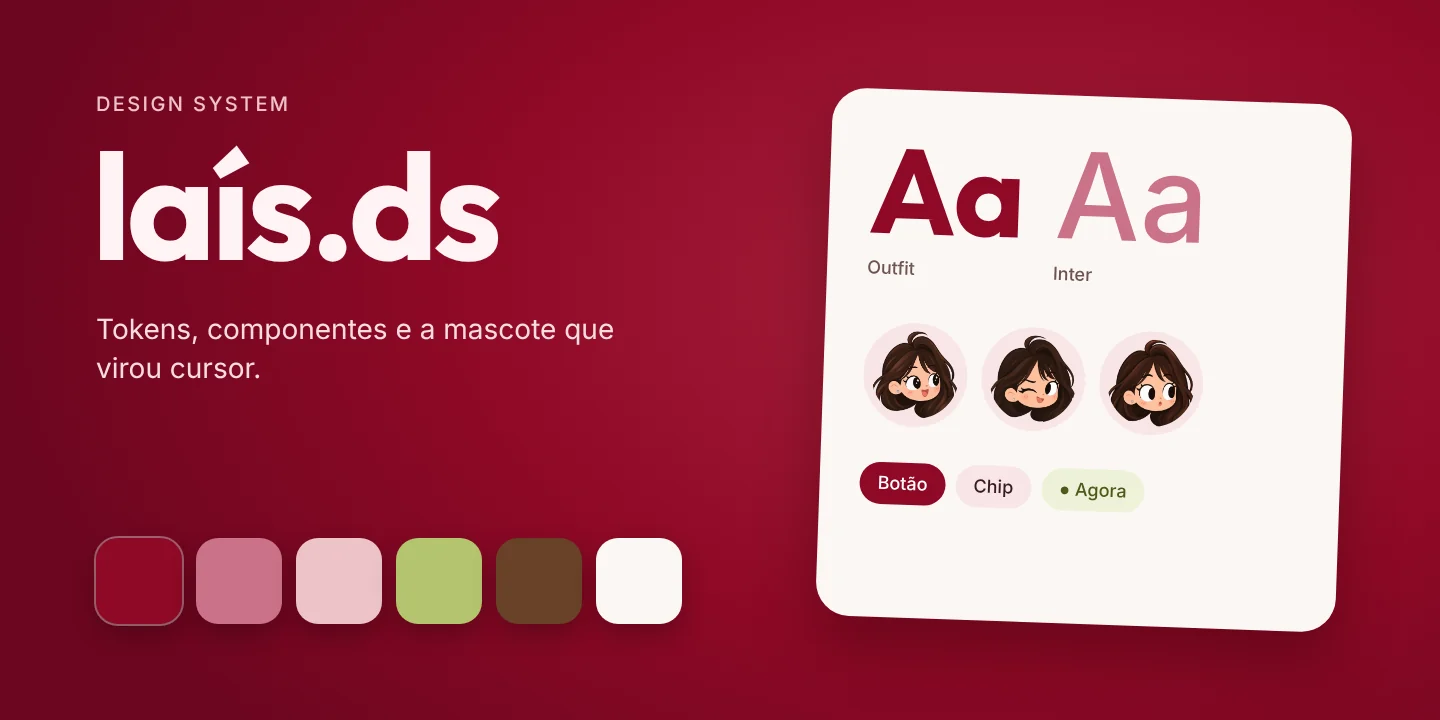 DESIGN SYSTEM
laís.ds
Tokens, componentes e a mascote que
virou cursor.
Aa Aa
Outfit Inter
Botão Chip • Agora